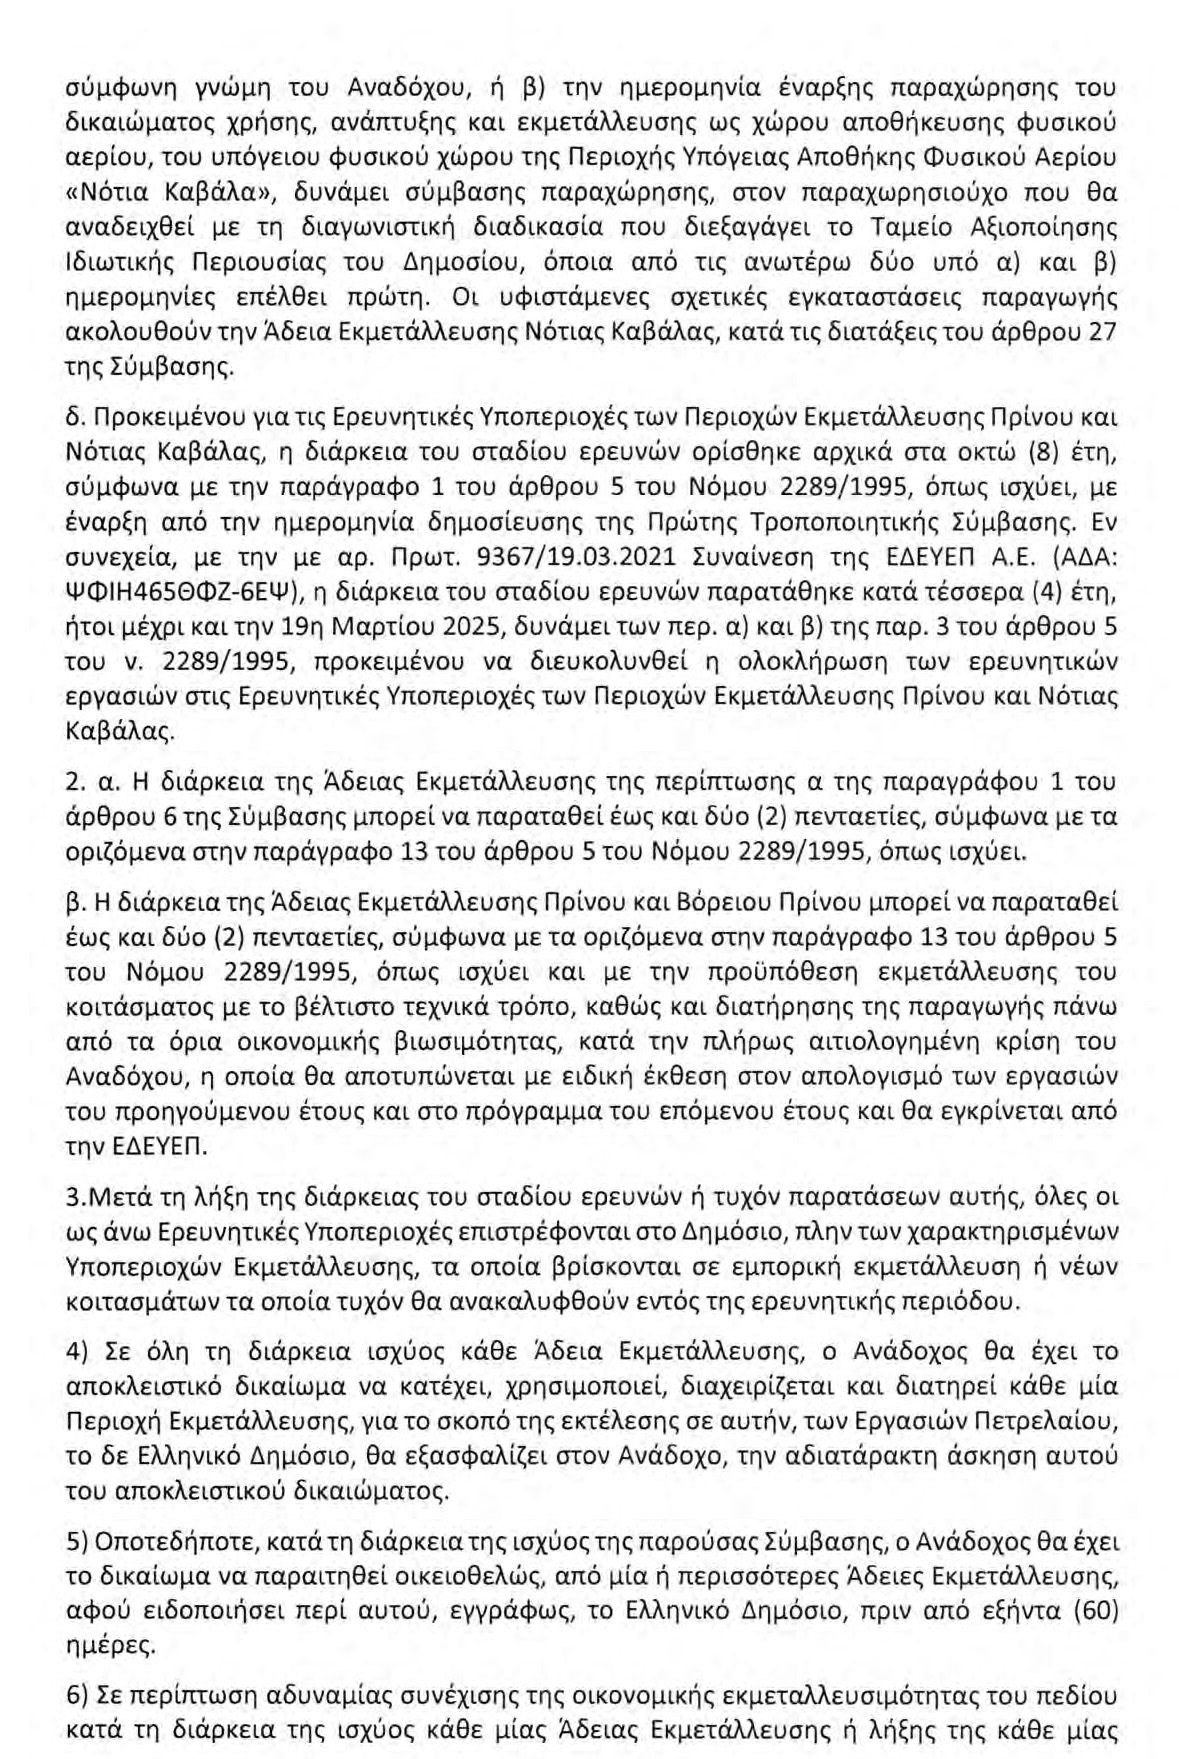 σύμφωνη γνώμη του Αναδόχου, ή β) την ημερομηνία έναρξης παραχώρησης του
δικαιώματος χρήσης, ανάπτυξης και εκμετάλλευσης ως χώρου αποθήκευσης φυσικού
αερίου, του υπόγειου φυσικού χώρου της Περιοχής Υπόγειας Αποθήκης Φυσικού Αερίου
«Νότια Καβάλα», δυνάμει σύμβασης παραχώρησης, στον παραχωρησιούχο που θα
αναδειχθεί με τη διαγωνιστική διαδικασία που διεξαγάγει το Ταμείο Αξιοποίησης
Ιδιωτικής Περιουσίας του Δημοσίου, όποια από τις ανωτέρω δύο υπό α) και β)
ημερομηνίες επέλθει πρώτη. Οι υφιστάμενες σχετικές εγκαταστάσεις παραγωγής
ακολουθούν την Άδεια Εκμετάλλευσης Νότιας Καβάλας, κατά τις διατάξεις του άρθρου 27
της Σύμβασης.
δ. Προκειμένου για τις Ερευνητικές Υποπεριοχές των Περιοχών Εκμετάλλευσης Πρίνου και
Νότιας Καβάλας, η διάρκεια του σταδίου ερευνών ορίσθηκε αρχικά στα οκτώ (8) έτη,
σύμφωνα με την παράγραφο 1 του άρθρου 5 του Νόμου 2289/1995, όπως ισχύει, με
έναρξη από την ημερομηνία δημοσίευσης της Πρώτης Τροποποιητικής Σύμβασης. Εν
συνεχεία, με την με αρ. Πρωτ. 9367/19.03.2021 Συναίνεση της ΕΔΕΥΕΠ Α.Ε. (ΑΔΑ:
ΨΦΙΗ465ΘΦΖ-6ΕΨ), η διάρκεια του σταδίου ερευνών παρατάθηκε κατά τέσσερα (4) έτη,
ήτοι μέχρι και την 19η Μαρτίου 2025, δυνάμει των περ. α) και β) της παρ. 3 του άρθρου 5
του ν. 2289/1995, προκειμένου να διευκολυνθεί η ολοκλήρωση των ερευνητικών
εργασιών στις Ερευνητικές Υποπεριοχές των Περιοχών Εκμετάλλευσης Πρίνου και Νότιας
Καβάλας.
2. α. Η διάρκεια της Άδειας Εκμετάλλευσης της περίπτωσης α της παραγράφου 1 του
άρθρου 6 της Σύμβασης μπορεί να παραταθεί έως και δύο (2) πενταετίες, σύμφωνα με τα
οριζόμενα στην παράγραφο 13 του άρθρου 5 του Νόμου 2289/1995, όπως ισχύει.
β. Η διάρκεια της Άδειας Εκμετάλλευσης Πρίνου και Βόρειου Πρίνου μπορεί να παραταθεί
έως και δύο (2) πενταετίες, σύμφωνα με τα οριζόμενα στην παράγραφο 13 του άρθρου 5
του Νόμου 2289/1995, όπως ισχύει και με την προϋπόθεση εκμετάλλευσης του
κοιτάσματος με το βέλτιστο τεχνικά τρόπο, καθώς και διατήρησης της παραγωγής πάνω
από τα όρια οικονομικής βιωσιμότητας, κατά την πλήρως αιτιολογημένη κρίση του
Αναδόχου, η οποία θα αποτυπώνεται με ειδική έκθεση στον απολογισμό των εργασιών
του προηγούμενου έτους και στο πρόγραμμα του επόμενου έτους και θα εγκρίνεται από
την ΕΔΕΥΕΠ.
3.Μετά τη λήξη της διάρκειας του σταδίου ερευνών ή τυχόν παρατάσεων αυτής, όλες οι
ως άνω Ερευνητικές Υποπεριοχές επιστρέφονται στο Δημόσιο, πλην των χαρακτηρισμένων
Υποπεριοχών Εκμετάλλευσης, τα οποία βρίσκονται σε εμπορική εκμετάλλευση ή νέων
κοιτασμάτων τα οποία τυχόν θα ανακαλυφθούν εντός της ερευνητικής περιόδου.
4) Σε όλη τη διάρκεια ισχύος κάθε Άδεια Εκμετάλλευσης, ο Ανάδοχος θα έχει το
αποκλειστικό δικαίωμα να κατέχει, χρησιμοποιεί, διαχειρίζεται και διατηρεί κάθε μία
Περιοχή Εκμετάλλευσης, για το σκοπό της εκτέλεσης σε αυτήν, των Εργασιών Πετρελαίου,
το δε Ελληνικό Δημόσιο, θα εξασφαλίζει στον Ανάδοχο, την αδιατάρακτη άσκηση αυτού
του αποκλειστικού δικαιώματος.
5) Οποτεδήποτε, κατά τη διάρκεια της ισχύος της παρούσας Σύμβασης, ο Ανάδοχος θα έχει
το δικαίωμα να παραιτηθεί οικειοθελώς, από μία ή περισσότερες Άδειες Εκμετάλλευσης,
αφού ειδοποιήσει περί αυτού, εγγράφως, το Ελληνικό Δημόσιο, πριν από εξήντα (60)
ημέρες.
6) Σε περίπτωση αδυναμίας συνέχισης της οικονομικής εκμεταλλευσιμότητας του πεδίου
κατά τη διάρκεια της ισχύος κάθε μίας Άδειας Εκμετάλλευσης ή λήξης της κάθε μίας